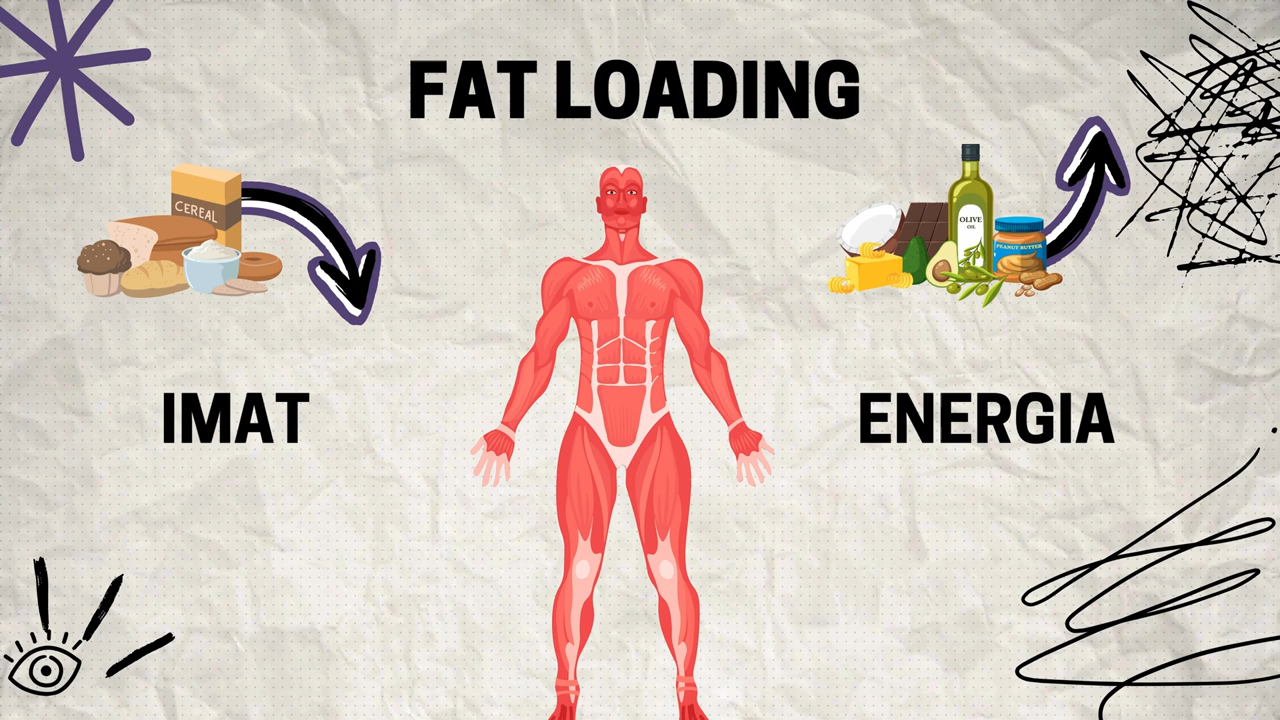 FAT LOADING
CEREAL
OLIVE
OIL
PEANUT BUTTER
IMAT
ENERGIA